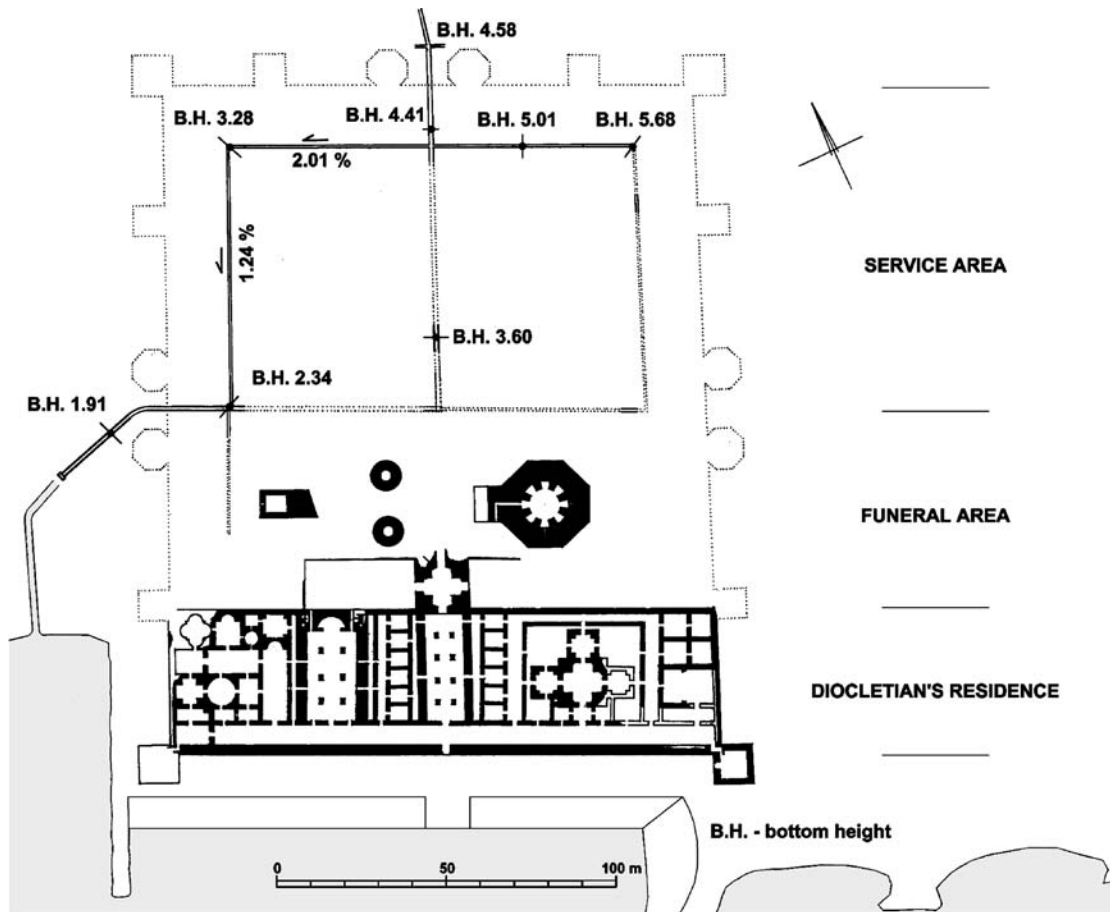 B.H. 4.58
B.H. 3.28
B.H. 4.41
B.H. 5.01
B.H. 5.68
2.01 %
1.24 %
SERVICE AREA
B.H. 3.60
B.H. 2.34
B.H. 1.91
FUNERAL AREA
DIOCLETIAN'S RESIDENCE
B.H. - bottom height
0 50 100 m